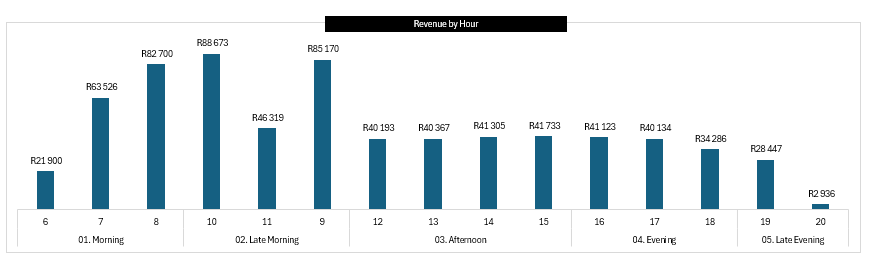 Revenue by Hour
R21 900
R63 526
R82 700
R88 673
R46 319
R85 170
R40 193
R40 367
R41 305
R41 733
R41 123
R40 134
R34 286
R28 447
R2 936
6 7 8 10 11 9 12 13 14 15 16 17 18 19 20
01. Morning 02. Late Morning 03. Afternoon 04. Evening 05. Late Evening